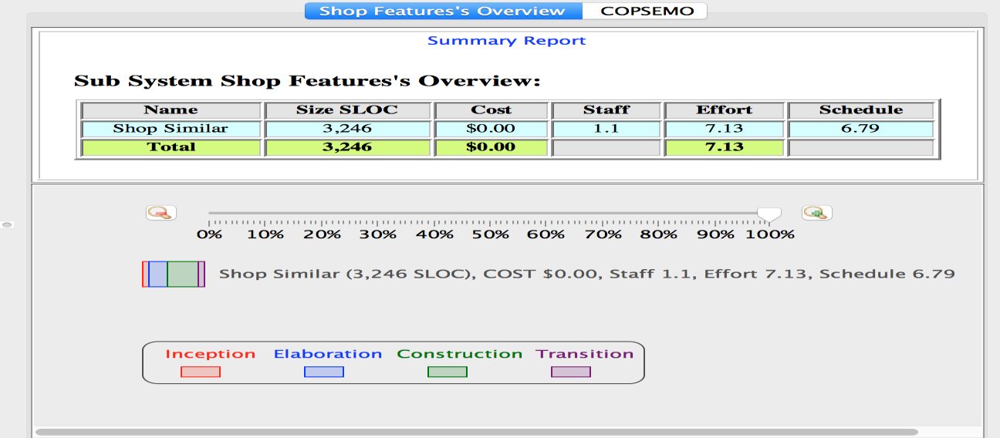 Shop Features's Overview COPSEMO
Summary Report
Sub System Shop Features's Overview:
Name Size SLOC Cost Staff Effort Schedule
Shop Similar 3,246 $0.00 1.1 7.13 6.79
Total 3,246 $0.00 7.13
0% 10% 20% 30% 40% 50% 60% 70% 80% 90% 100%
Shop Similar (3,246 SLOC), COST $0.00, Staff 1.1, Effort 7.13, Schedule 6.79
Inception Elaboration Construction Transition